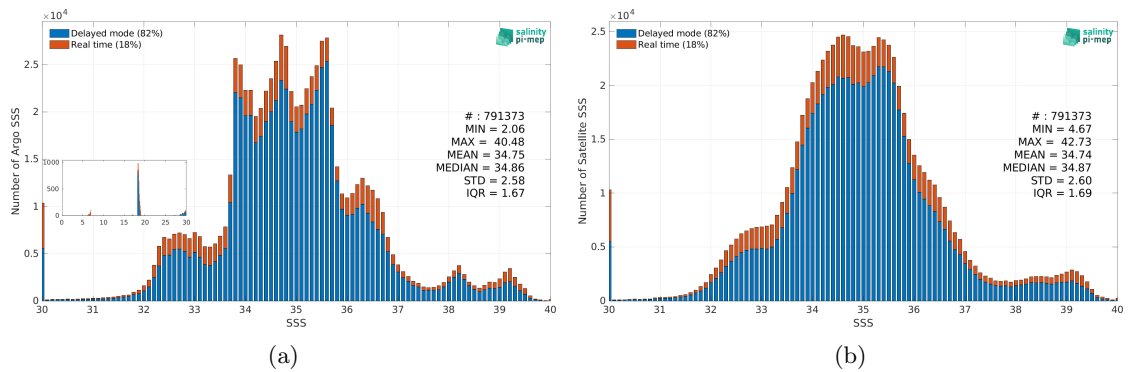 ×10⁴
Delayed mode (82%)
Real time (18%)
salinity
pi-mep
Number of Argo SSS
2.5
2
1.5
1
0.5
0
# : 791373
MIN = 2.06
MAX = 40.48
MEAN = 34.75
MEDIAN = 34.86
STD = 2.58
IQR = 1.67
1000
500
0
0 5 10 15 20 25 30
30 31 32 33 34 35 36 37 38 39 40
SSS
(a)
×10⁴
Delayed mode (82%)
Real time (18%)
salinity
pi-mep
Number of Satellite SSS
2.5
2
1.5
1
0.5
0
# : 791373
MIN = 4.67
MAX = 42.73
MEAN = 34.74
MEDIAN = 34.87
STD = 2.60
IQR = 1.69
30 31 32 33 34 35 36 37 38 39 40
SSS
(b)